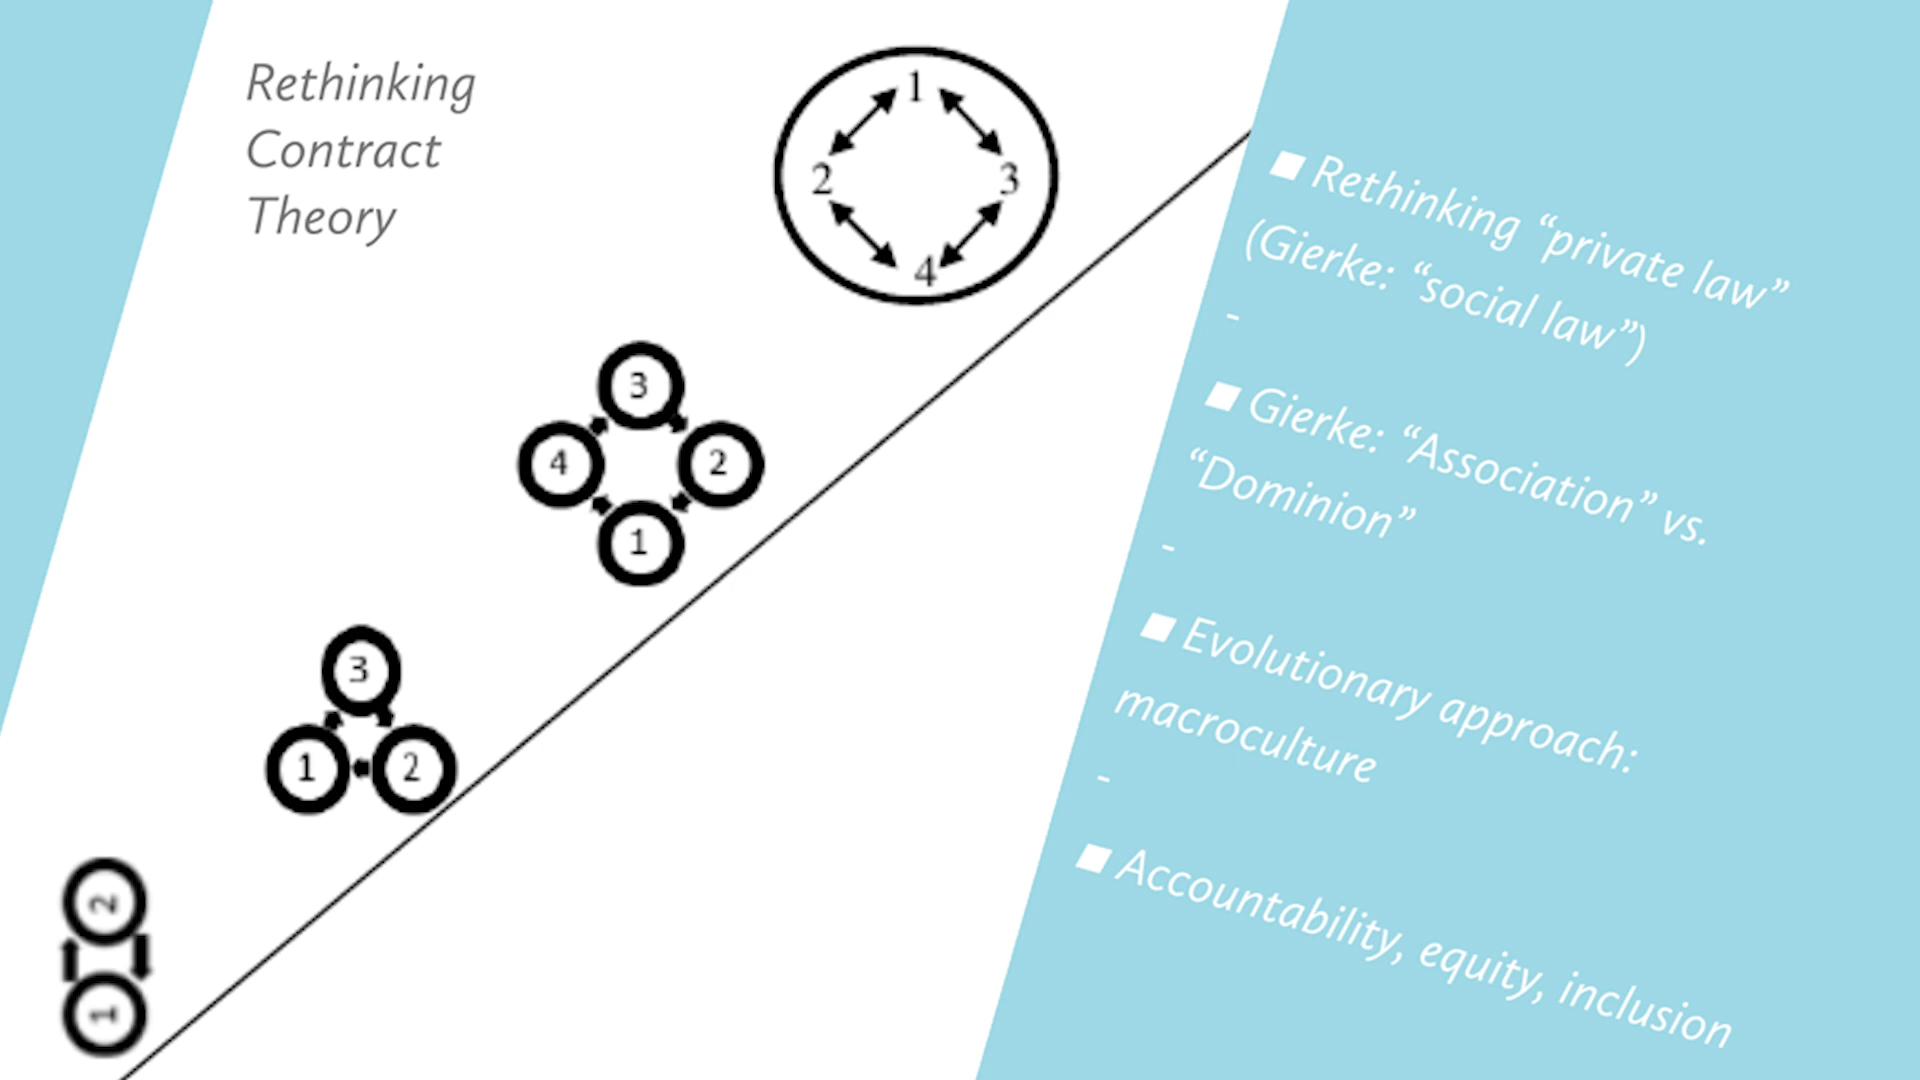 Rethinking
Contract
Theory
1
2 3
4
3
4 2
1
3
1 2
2
1
■ Rethinking “private law”
(Gierke: “social law”)
-
■ Gierke: “Association” vs.
“Dominion”
-
■ Evolutionary approach:
macroculture
-
■ Accountability, equity, inclusion